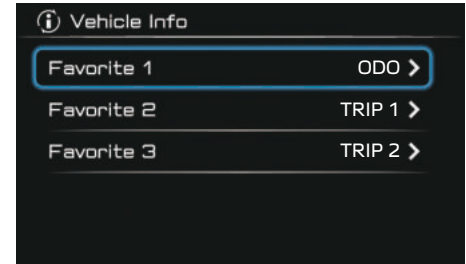 Vehicle Info
Favorite 1 ODO
Favorite 2 TRIP 1
Favorite 3 TRIP 2